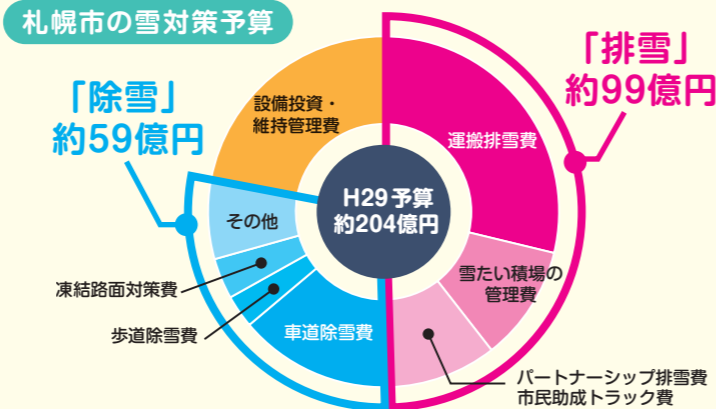 札幌市の雪対策予算
「除雪」
約59億円
「排雪」
約99億円
設備投資・
維持管理費
運搬排雪費
H29 予算
約204億円
その他
雪たい積場の
管理費
凍結路面対策費
歩道除雪費
車道除雪費
パートナーシップ排雪費
市民助成トラック費